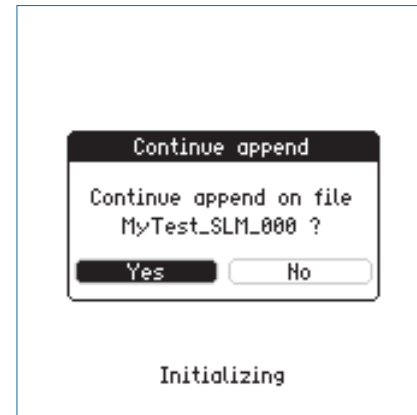 Continue append
Continue append on file
MyTest_SLM_000 ?
Yes No
Initializing